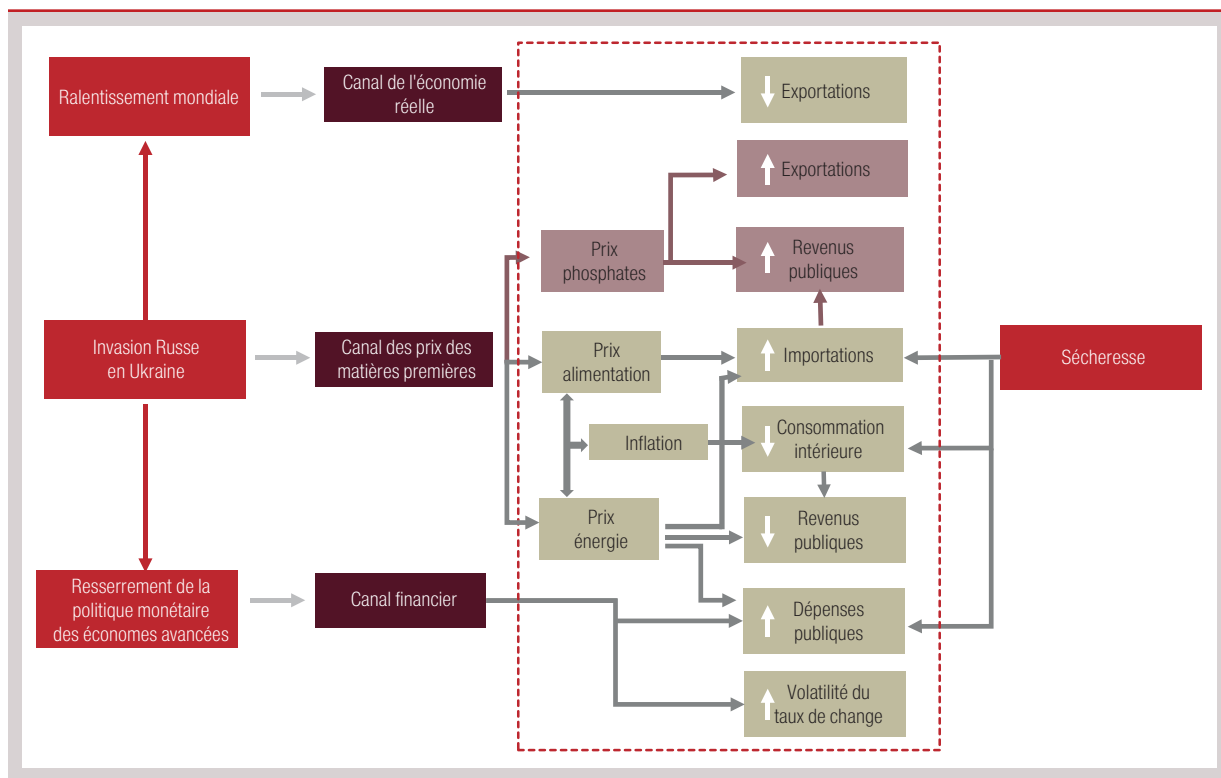 Ralentissement mondiale
Canal de l'économie
réelle
Exportations
Exportations
Prix
phosphates
Revenus
publiques
Invasion Russe
en Ukraine
Canal des prix des
matières premières
Prix
alimentation
Importations
Sécheresse
Inflation
Consommation
intérieure
Prix
énergie
Revenus
publiques
Resserrement de la
politique monétaire
des économes avancées
Canal financier
Dépenses
publiques
Volatilité du
taux de change